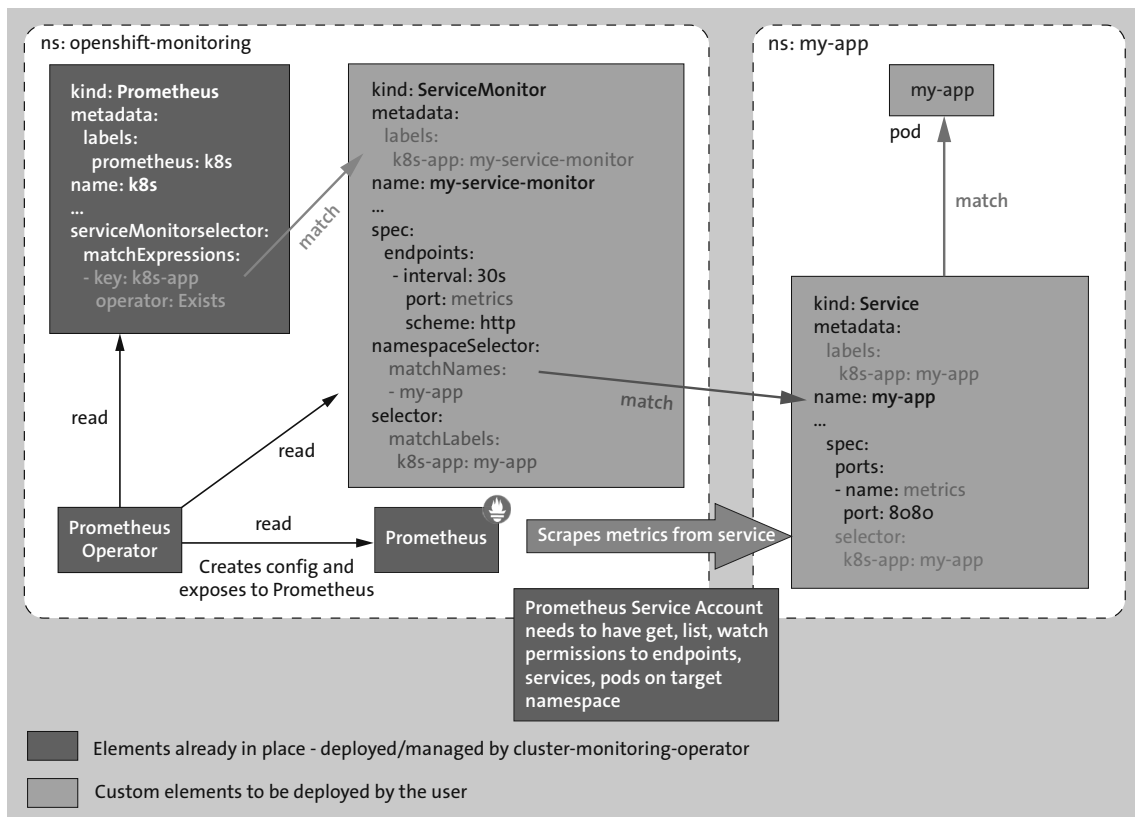 ns: openshift-monitoring
kind: Prometheus
metadata:
labels:
prometheus: k8s
name: k8s
...
serviceMonitorselector:
matchExpressions:
- key: k8s-app
operator: Exists
match
kind: ServiceMonitor
metadata:
labels:
k8s-app: my-service-monitor
name: my-service-monitor
...
spec:
endpoints:
- interval: 30s
port: metrics
scheme: http
namespaceSelector:
matchNames:
- my-app
selector:
matchLabels:
k8s-app: my-app
read
read
Prometheus
Operator
read
Creates config and
exposes to Prometheus
Prometheus
ns: my-app
my-app
pod
match
match
kind: Service
metadata:
labels:
k8s-app: my-app
name: my-app
...
spec:
ports:
- name: metrics
port: 8080
selector:
k8s-app: my-app
Scrapes metrics from service
Prometheus Service Account
needs to have get, list, watch
permissions to endpoints,
services, pods on target
namespace
Elements already in place - deployed/managed by cluster-monitoring-operator
Custom elements to be deployed by the user